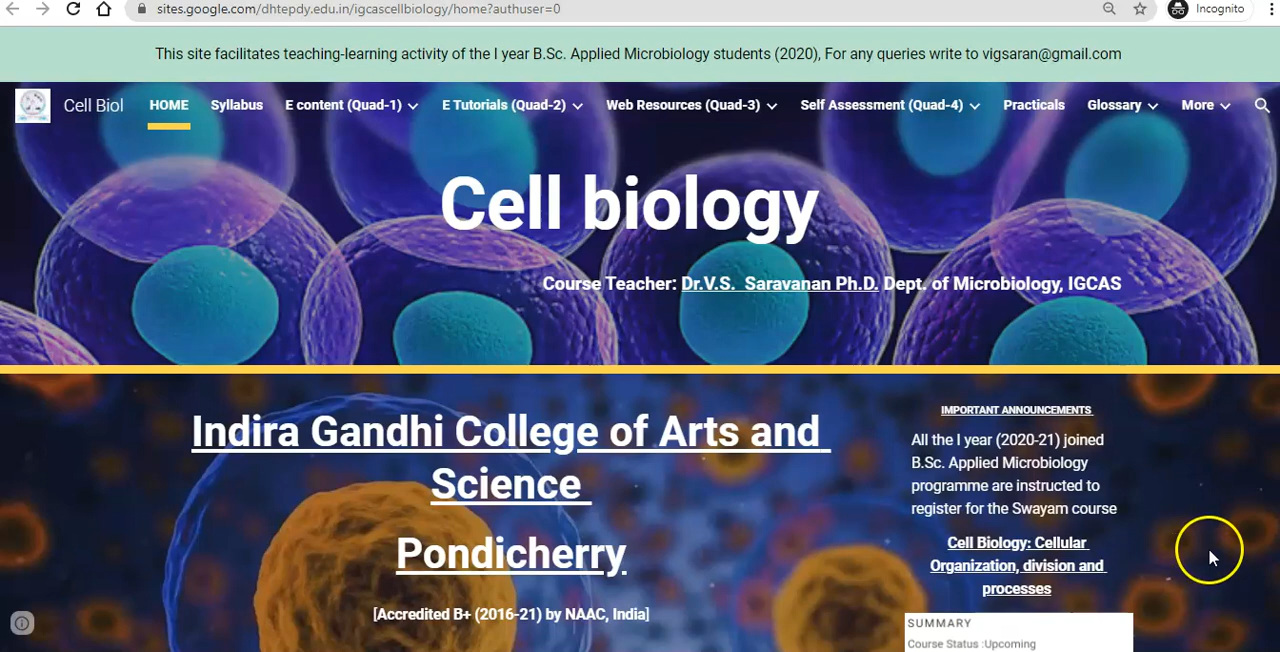 sites.google.com/dhtepdy.edu.in/igcascellbiology/home?authuser=0
Incognito
This site facilitates teaching-learning activity of the I year B.Sc. Applied Microbiology students (2020), For any queries write to vigsaran@gmail.com
Cell Biol HOME Syllabus E content (Quad-1) E Tutorials (Quad-2) Web Resources (Quad-3) Self Assessment (Quad-4) Practicals Glossary More
Cell biology
Course Teacher: Dr.V.S. Saravanan Ph.D. Dept. of Microbiology, IGCAS
Indira Gandhi College of Arts and
Science
Pondicherry
[Accredited B+ (2016-21) by NAAC, India]
IMPORTANT ANNOUNCEMENTS
All the I year (2020-21) joined
B.Sc. Applied Microbiology
programme are instructed to
register for the Swayam course
Cell Biology: Cellular
Organization, division and
processes
SUMMARY
Course Status :Upcoming